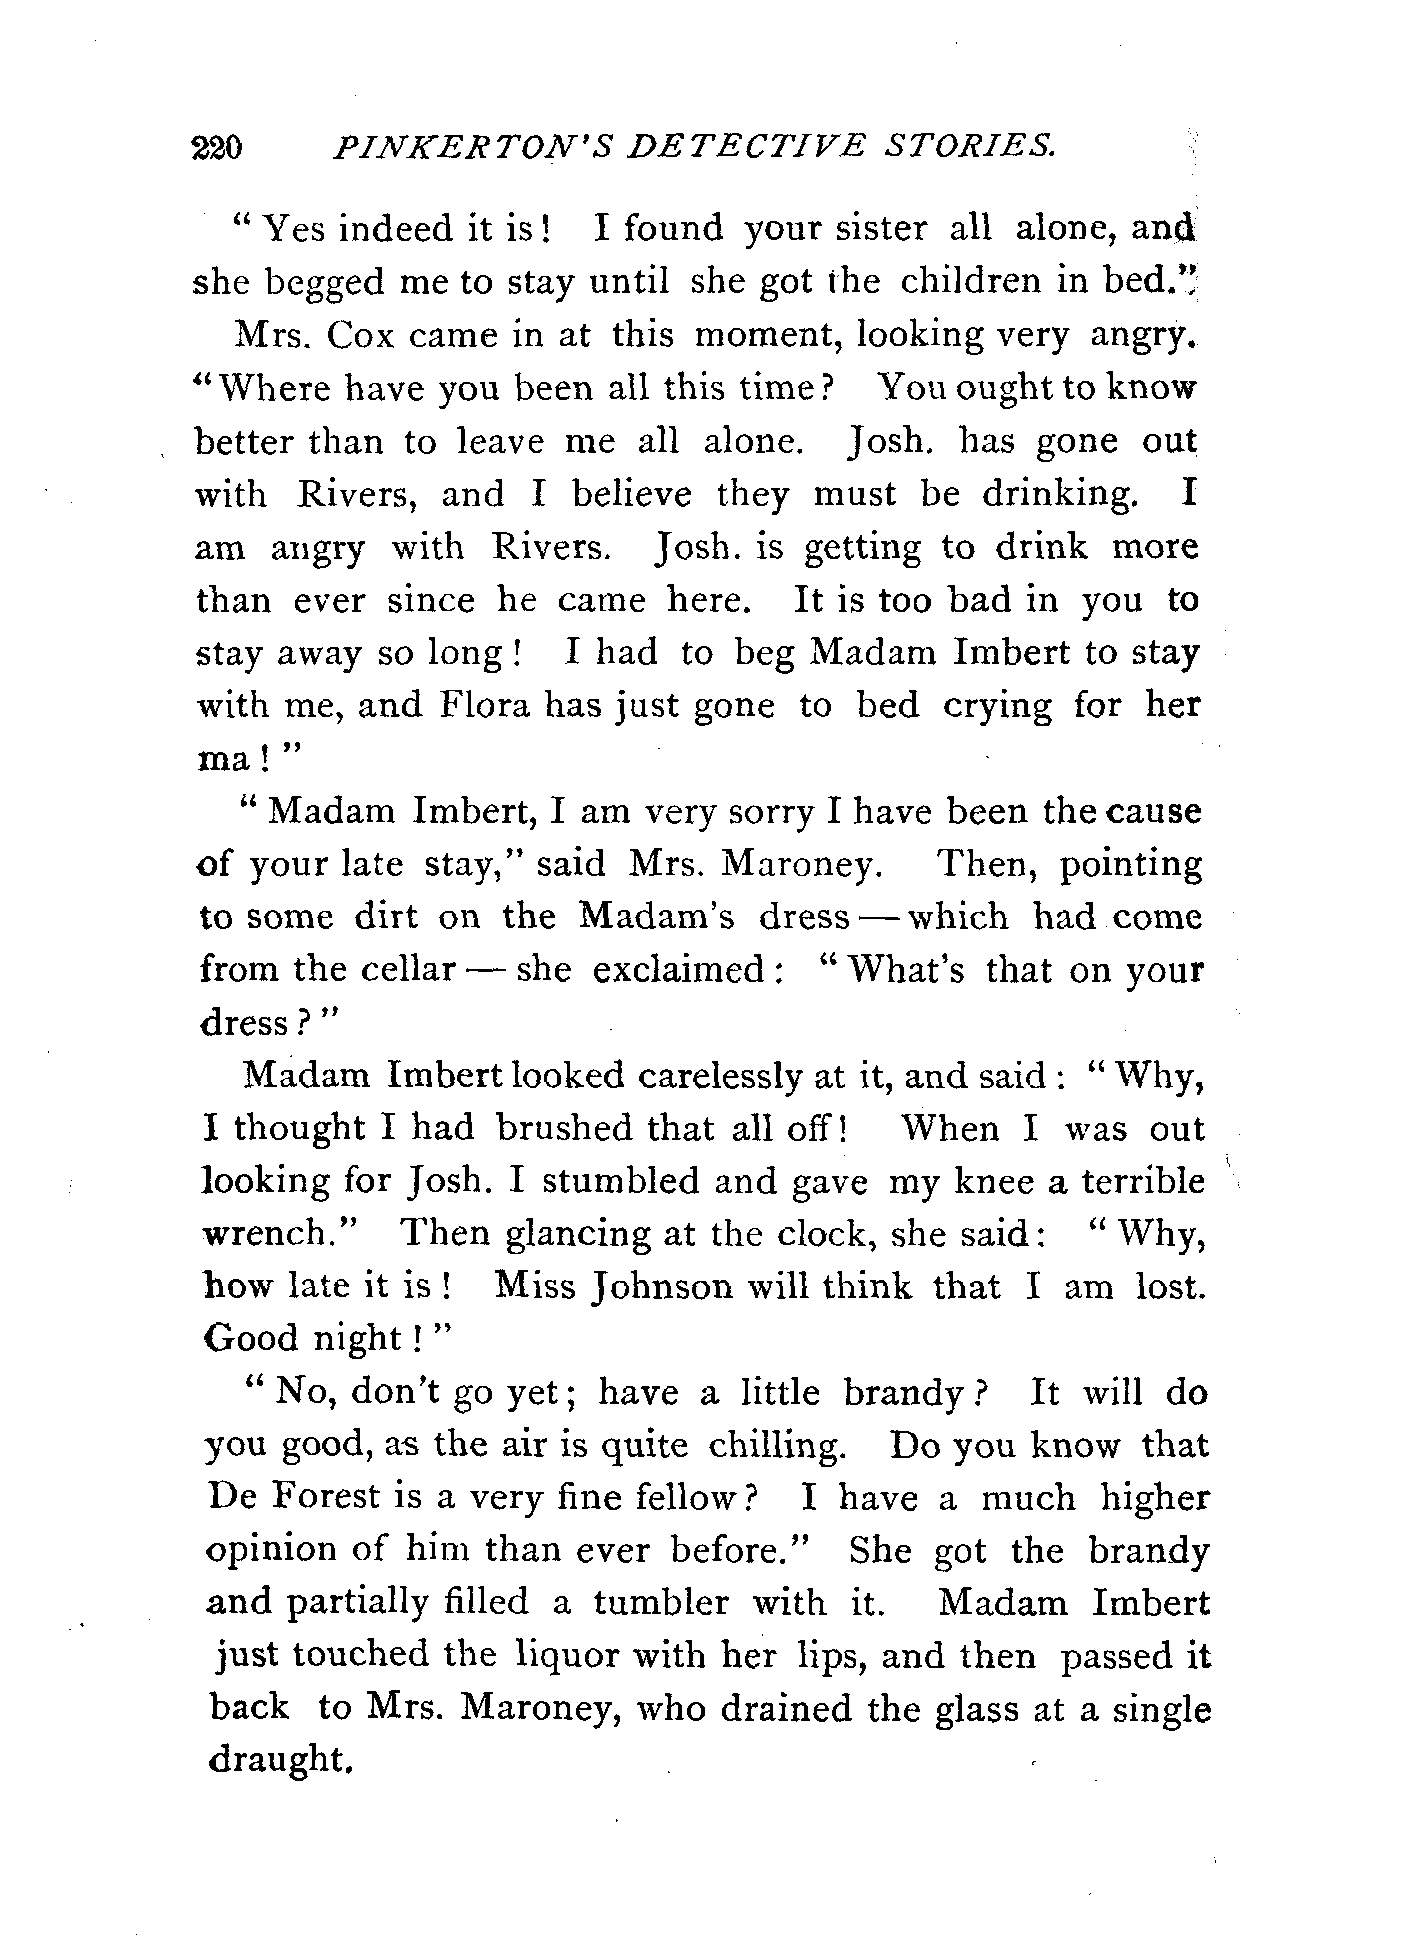 220 PINKERTON'S DETECTIVE STORIES.
" Yes indeed it is! I found your sister all alone, and
she begged me to stay until she got the children in bed."
Mrs. Cox came in at this moment, looking very angry.
"Where have you been all this time? You ought to know
better than to leave me all alone. Josh. has gone out
with Rivers, and I believe they must be drinking. I
am angry with Rivers. Josh. is getting to drink more
than ever since he came here. It is too bad in you to
stay away so long! I had to beg Madam Imbert to stay
with me, and Flora has just gone to bed crying for her
ma! "
" Madam Imbert, I am very sorry I have been the cause
of your late stay," said Mrs. Maroney. Then, pointing
to some dirt on the Madam's dress — which had come
from the cellar — she exclaimed: " What's that on your
dress? "
Madam Imbert looked carelessly at it, and said: " Why,
I thought I had brushed that all off! When I was out
looking for Josh. I stumbled and gave my knee a terrible
wrench." Then glancing at the clock, she said: " Why,
how late it is! Miss Johnson will think that I am lost.
Good night! "
" No, don't go yet; have a little brandy? It will do
you good, as the air is quite chilling. Do you know that
De Forest is a very fine fellow? I have a much higher
opinion of him than ever before." She got the brandy
and partially filled a tumbler with it. Madam Imbert
just touched the liquor with her lips, and then passed it
back to Mrs. Maroney, who drained the glass at a single
draught.